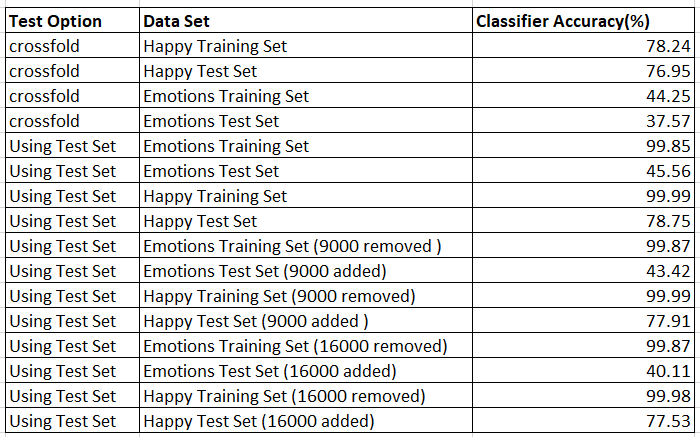 Test Option Data Set Classifier Accuracy(%)
crossfold Happy Training Set 78.24
crossfold Happy Test Set 76.95
crossfold Emotions Training Set 44.25
crossfold Emotions Test Set 37.57
Using Test Set Emotions Training Set 99.85
Using Test Set Emotions Test Set 45.56
Using Test Set Happy Training Set 99.99
Using Test Set Happy Test Set 78.75
Using Test Set Emotions Training Set (9000 removed ) 99.87
Using Test Set Emotions Test Set (9000 added) 43.42
Using Test Set Happy Training Set (9000 removed) 99.99
Using Test Set Happy Test Set (9000 added ) 77.91
Using Test Set Emotions Training Set (16000 removed) 99.87
Using Test Set Emotions Test Set (16000 added) 40.11
Using Test Set Happy Training Set (16000 removed) 99.98
Using Test Set Happy Test Set (16000 added) 77.53